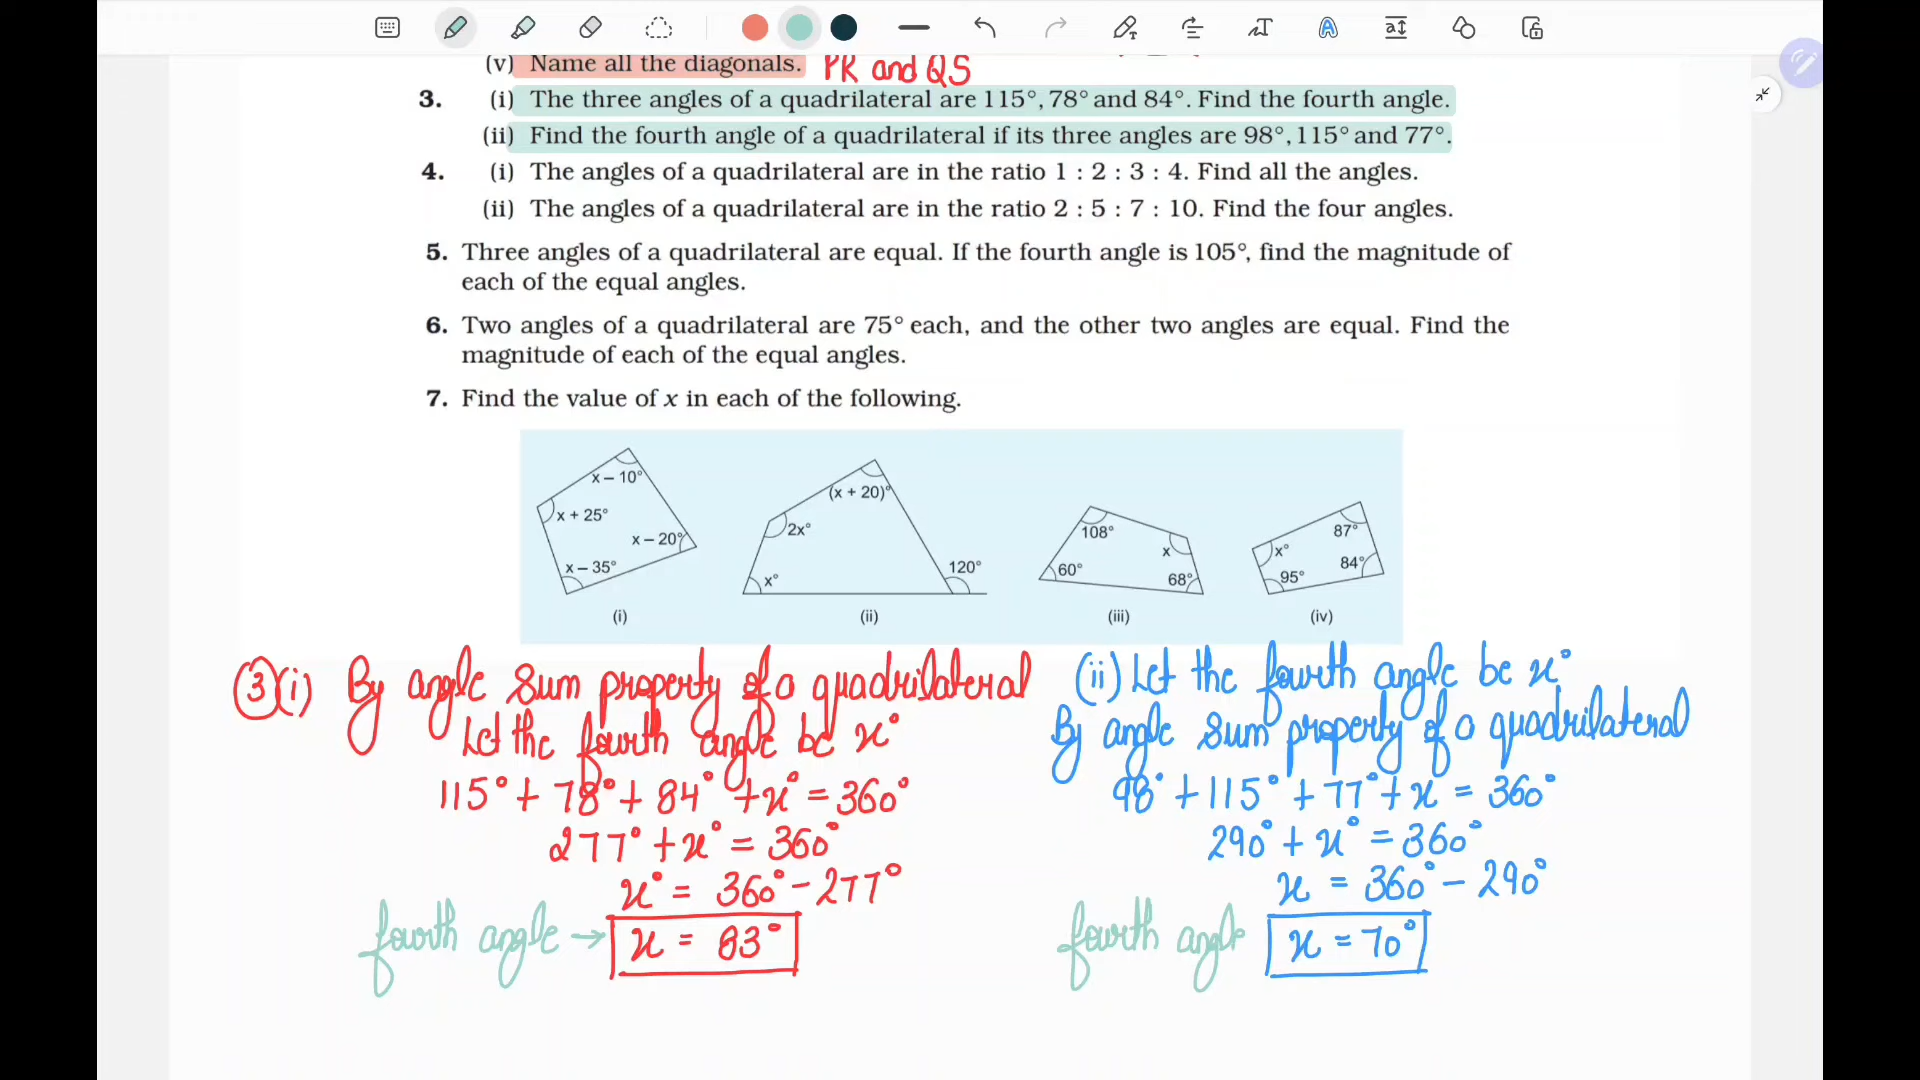 (v) Name all the diagonals. PR and QS
3. (i) The three angles of a quadrilateral are 115°, 78° and 84°. Find the fourth angle.
(ii) Find the fourth angle of a quadrilateral if its three angles are 98°, 115° and 77°.
4. (i) The angles of a quadrilateral are in the ratio 1 : 2 : 3 : 4. Find all the angles.
(ii) The angles of a quadrilateral are in the ratio 2 : 5 : 7 : 10. Find the four angles.
5. Three angles of a quadrilateral are equal. If the fourth angle is 105°, find the magnitude of
each of the equal angles.
6. Two angles of a quadrilateral are 75° each, and the other two angles are equal. Find the
magnitude of each of the equal angles.
7. Find the value of x in each of the following.
x – 10°
x + 25°
x – 20°
x – 35°
(i)
(x + 20)°
2x°
x°
120°
(ii)
108°
x
60°
68°
(iii)
87°
x°
84°
95°
(iv)
3 (i) By angle sum property of a quadrilateral
Let the fourth angle be x°
115° + 78° + 84° + x° = 360°
277° + x° = 360°
x° = 360° - 277°
fourth angle → x = 83°
(ii) Let the fourth angle be x°
By angle sum property of a quadrilateral
98° + 115° + 77° + x = 360°
290° + x° = 360°
x = 360° - 290°
fourth angle x = 70°